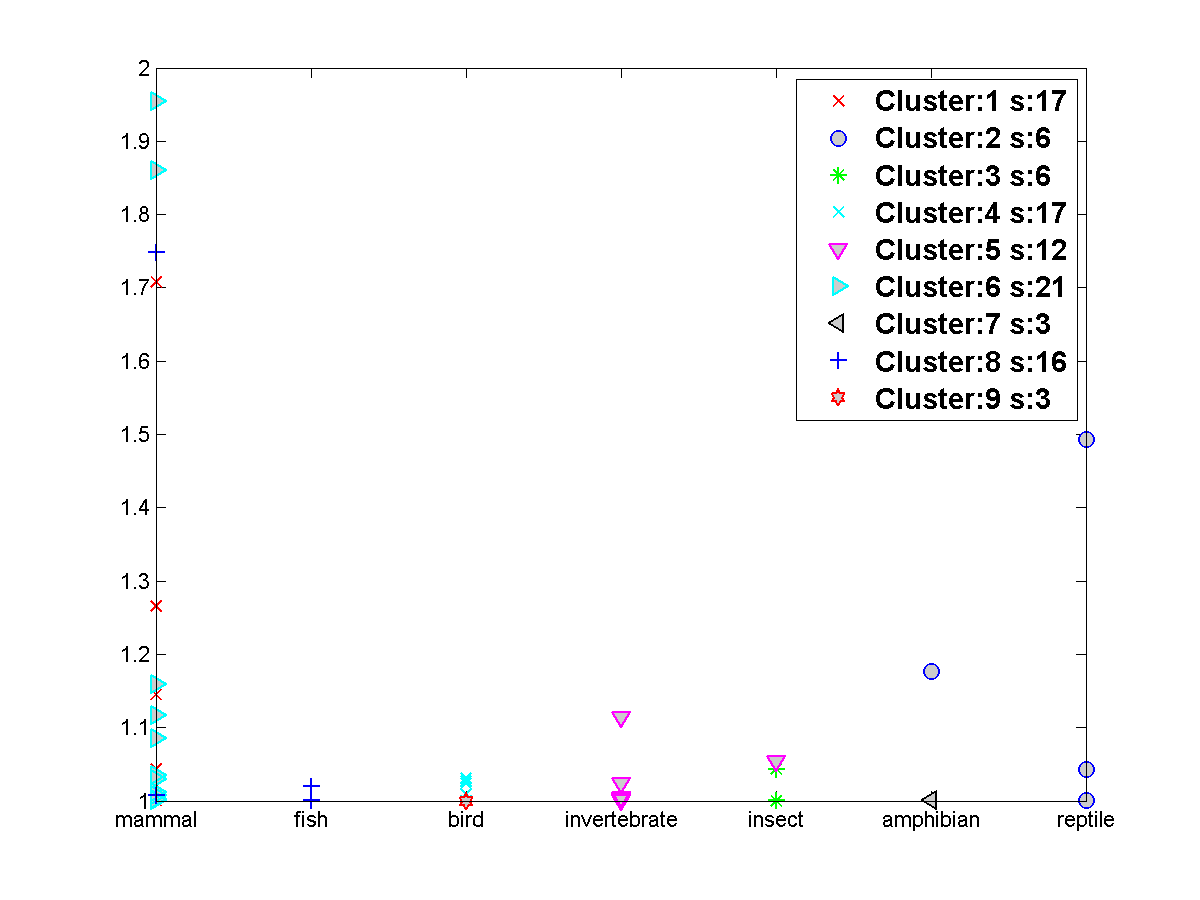 2
1.9
1.8
1.7
1.6
1.5
1.4
1.3
1.2
1.1
1
Cluster:1 s:17
Cluster:2 s:6
Cluster:3 s:6
Cluster:4 s:17
Cluster:5 s:12
Cluster:6 s:21
Cluster:7 s:3
Cluster:8 s:16
Cluster:9 s:3
mammal fish bird invertebrate insect amphibian reptile